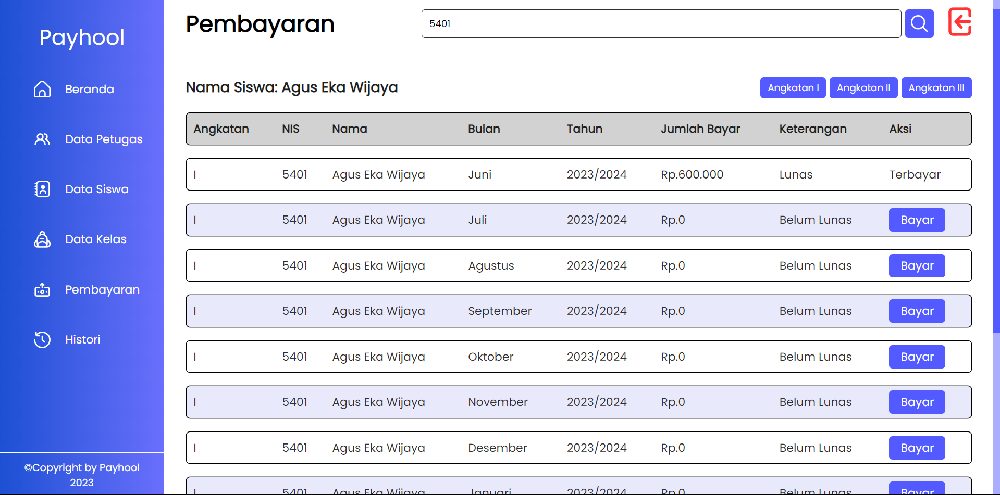 Payhool
Beranda
Data Petugas
Data Siswa
Data Kelas
Pembayaran
Histori
©Copyright by Payhool
2023
Pembayaran
5401
Nama Siswa: Agus Eka Wijaya
Angkatan I Angkatan II Angkatan III
Angkatan NIS Nama Bulan Tahun Jumlah Bayar Keterangan Aksi
I 5401 Agus Eka Wijaya Juni 2023/2024 Rp.600.000 Lunas Terbayar
I 5401 Agus Eka Wijaya Juli 2023/2024 Rp.0 Belum Lunas Bayar
I 5401 Agus Eka Wijaya Agustus 2023/2024 Rp.0 Belum Lunas Bayar
I 5401 Agus Eka Wijaya September 2023/2024 Rp.0 Belum Lunas Bayar
I 5401 Agus Eka Wijaya Oktober 2023/2024 Rp.0 Belum Lunas Bayar
I 5401 Agus Eka Wijaya November 2023/2024 Rp.0 Belum Lunas Bayar
I 5401 Agus Eka Wijaya Desember 2023/2024 Rp.0 Belum Lunas Bayar
I 5401 Agus Eka Wijaya Januari 2023/2024 Rp.0 Belum Lunas Bayar